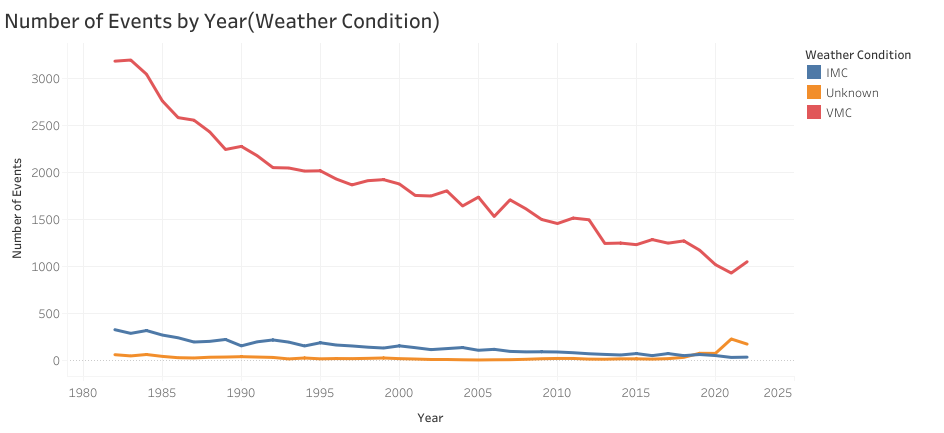 Number of Events by Year(Weather Condition)
Weather Condition
IMC
Unknown
VMC
Number of Events
3000
2500
2000
1500
1000
500
0
1980 1985 1990 1995 2000 2005 2010 2015 2020 2025
Year